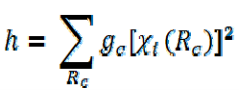 h = ∑ g_c[χ_i(R_c)]²
R_c